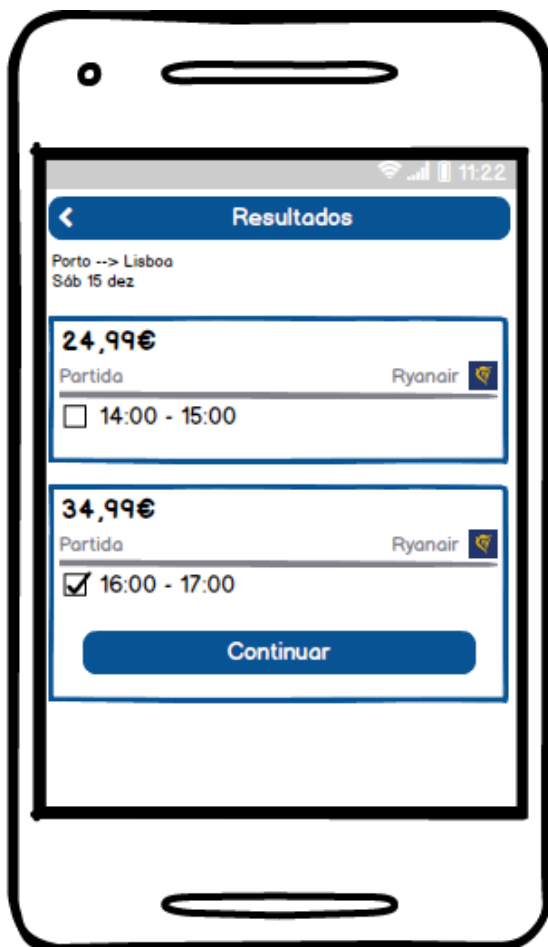 11:22
Resultados
Porto --> Lisboa
Sáb 15 dez
24,99€
Partida Ryanair
14:00 - 15:00
34,99€
Partida Ryanair
16:00 - 17:00
Continuar